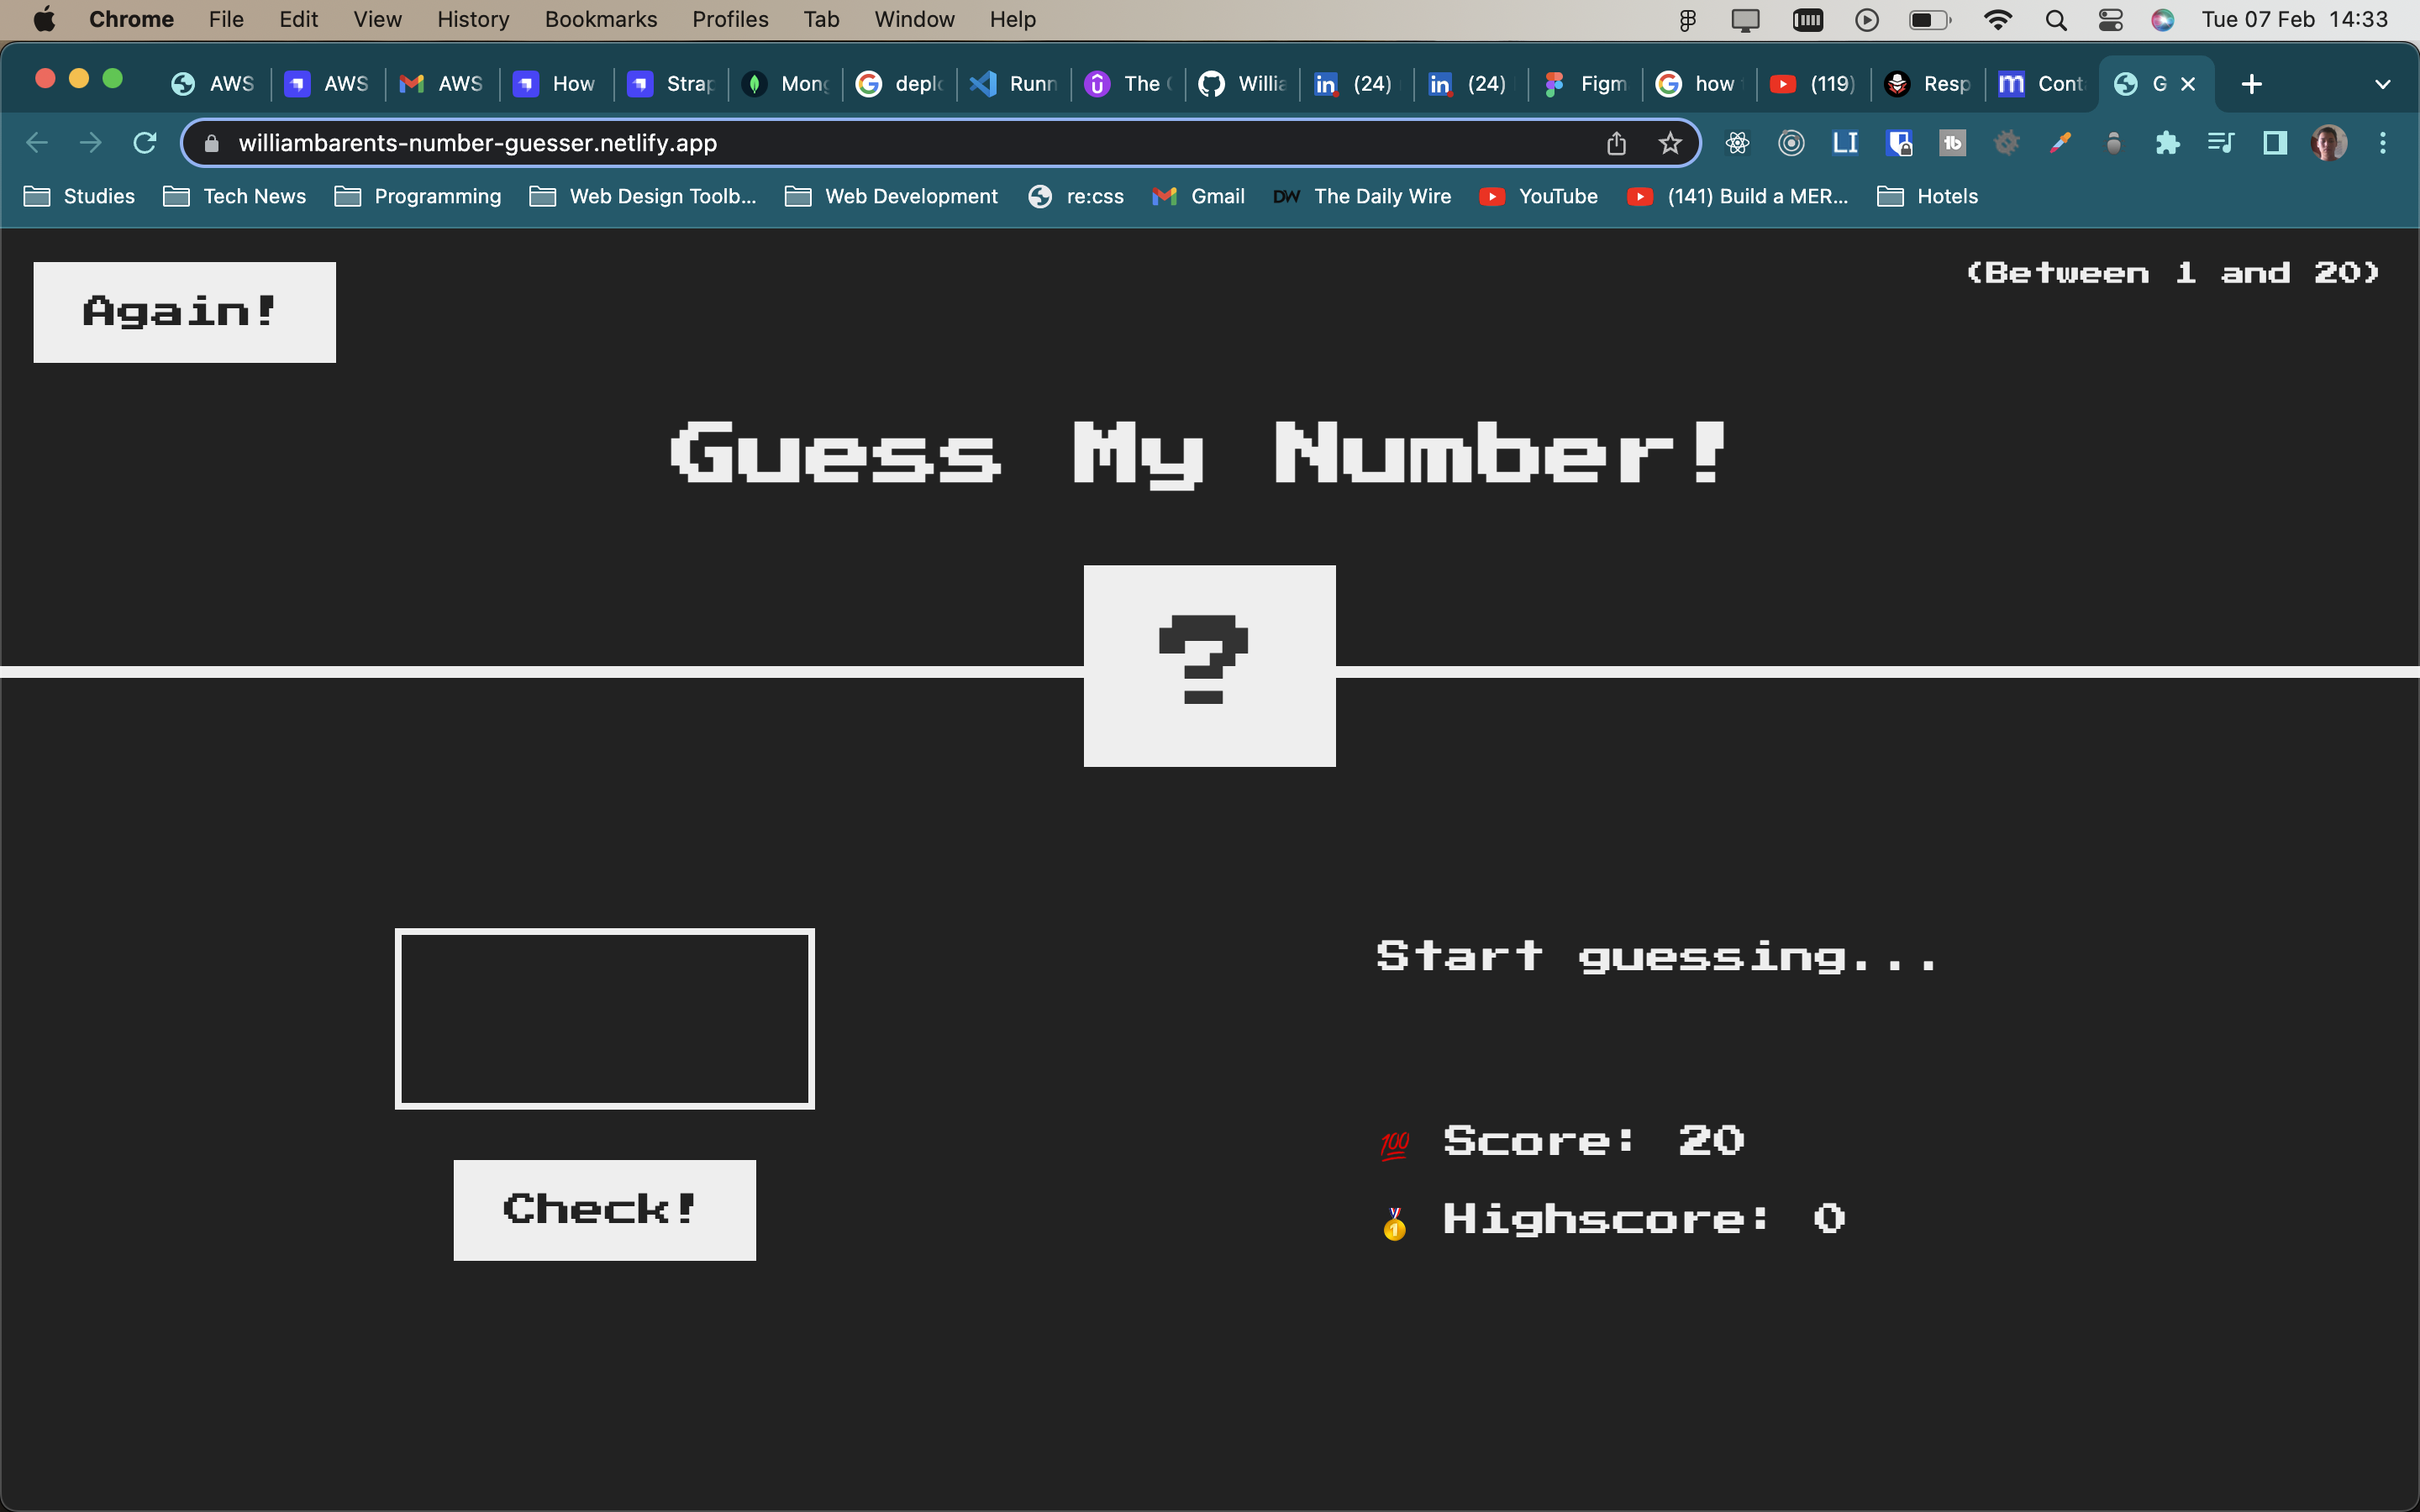 Chrome File Edit View History Bookmarks Profiles Tab Window Help Tue 07 Feb 14:33
AWS AWS AWS How Strap Mong deplo Runn The Willia (24) (24) Figm how (119) Resp Cont G
williambarents-number-guesser.netlify.app
Studies Tech News Programming Web Design Toolb... Web Development re:css Gmail DW The Daily Wire YouTube (141) Build a MER... Hotels
Again! (Between 1 and 20)
Guess My Number!
?
Start guessing...
💯 Score: 20
Check!
🥇 Highscore: 0